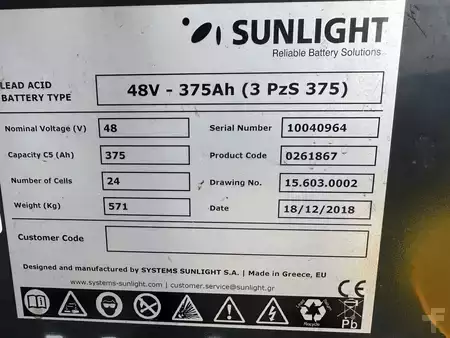 SUNLIGHT
Reliable Battery Solutions
LEAD ACID
BATTERY TYPE
48V - 375Ah (3 PzS 375)
Nominal Voltage (V) 48 Serial Number 10040964
Capacity C5 (Ah) 375 Product Code 0261867
Number of Cells 24 Drawing No. 15.603.0002
Weight (Kg) 571 Date 18/12/2018
Customer Code
Designed and manufactured by SYSTEMS SUNLIGHT S.A. | Made in Greece, EU
www.systems-sunlight.com | customer.service@sunlight.gr
CE
Recycle
Pb